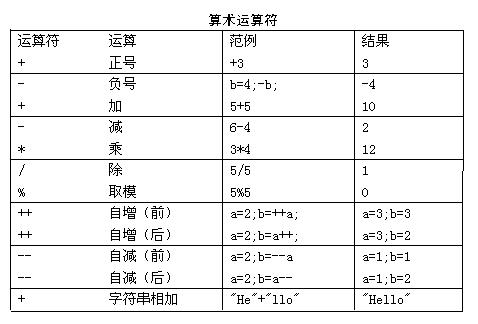 算术运算符
运算符 运算 范例 结果
+ 正号 +3 3
- 负号 b=4;-b; -4
+ 加 5+5 10
- 减 6-4 2
* 乘 3*4 12
/ 除 5/5 1
% 取模 5%5 0
++ 自增（前） a=2;b=++a; a=3;b=3
++ 自增（后） a=2;b=a++; a=3;b=2
-- 自减（前） a=2;b=--a a=1;b=1
-- 自减（后） a=2;b=a-- a=1;b=2
+ 字符串相加 "He"+"llo" "Hello"